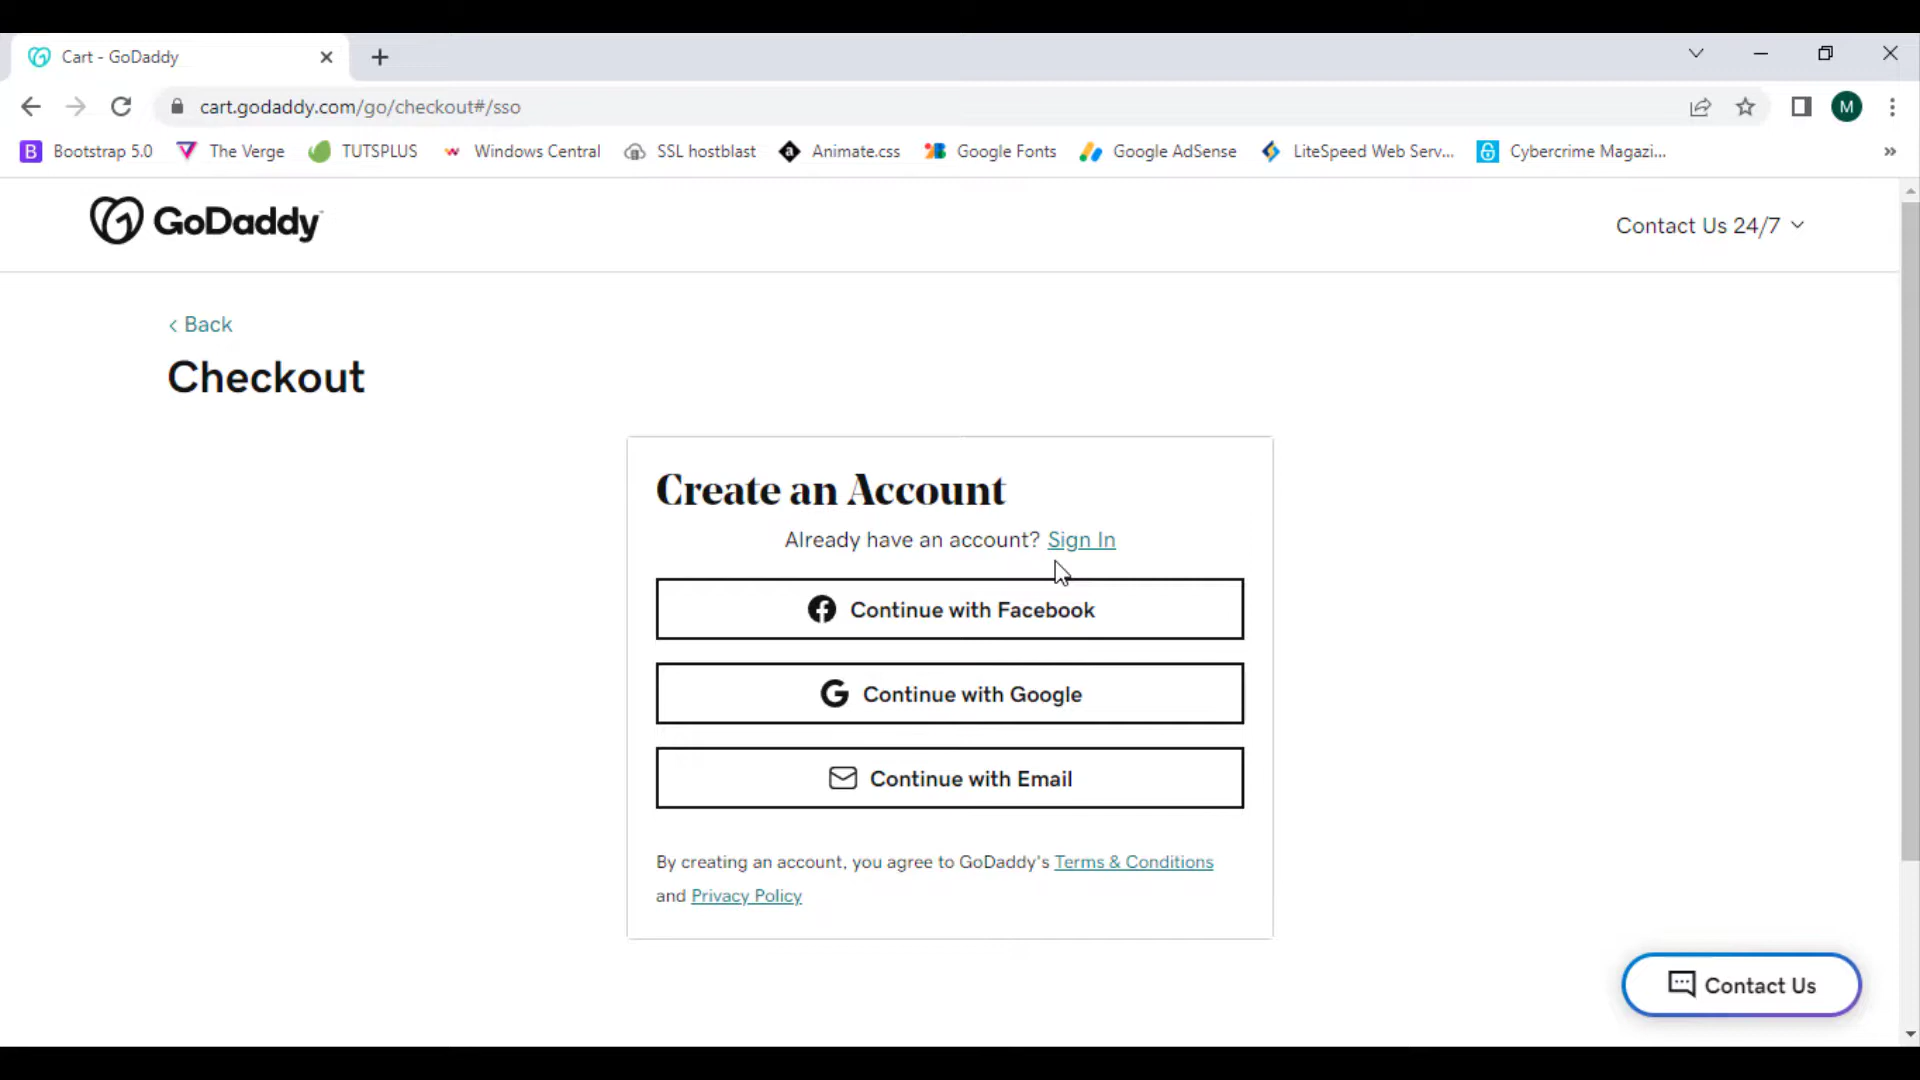 Cart - GoDaddy
cart.godaddy.com/go/checkout#/sso
M
B Bootstrap 5.0 The Verge TUTSPLUS Windows Central SSL hostblast Animate.css Google Fonts Google AdSense LiteSpeed Web Serv... Cybercrime Magazi... »
GoDaddy
Contact Us 24/7
< Back
Checkout
Create an Account
Already have an account? Sign In
Continue with Facebook
Continue with Google
Continue with Email
By creating an account, you agree to GoDaddy's Terms & Conditions
and Privacy Policy
Contact Us